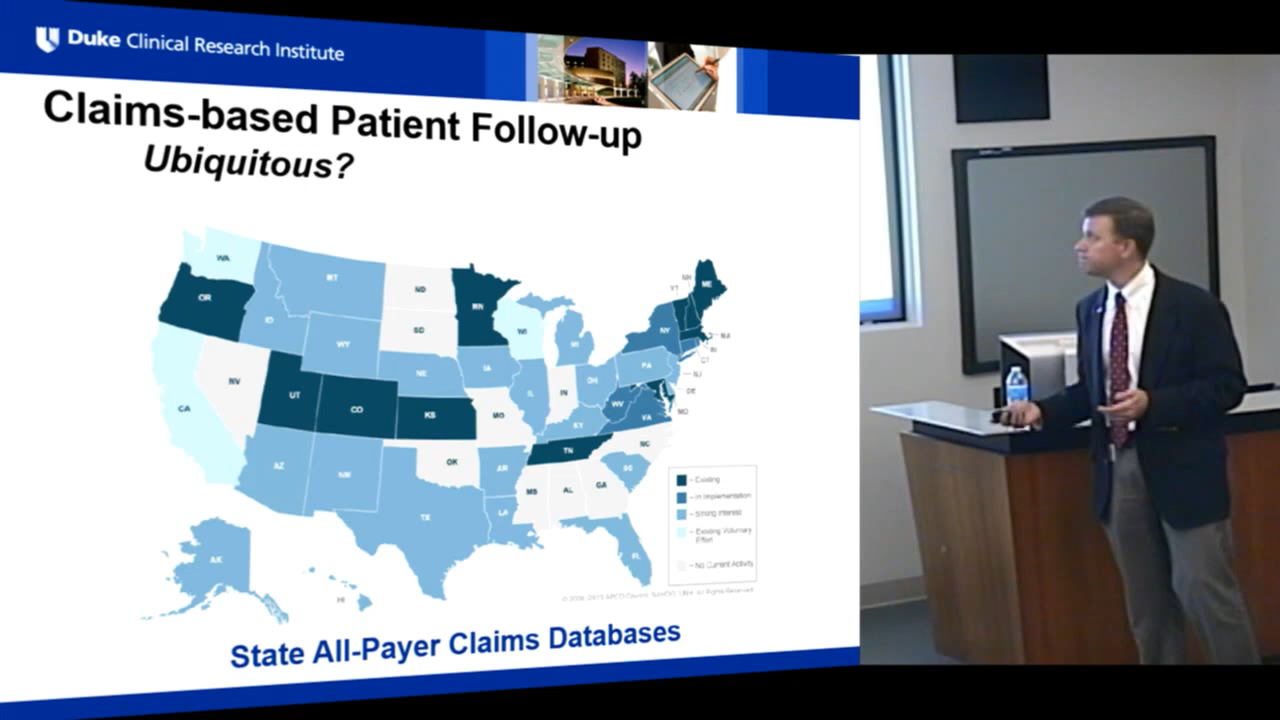 Duke Clinical Research Institute
Claims-based Patient Follow-up
Ubiquitous?
WA
MT
ND
MN
OR
ID
SD
WI
WY
MI
NY
NH
VT
ME
MA
RI
CT
NV
UT
CO
NE
KS
IA
IL
IN
OH
PA
NJ
DE
MD
CA
MO
KY
WV
VA
AZ
NM
OK
AR
TN
NC
SC
MS
AL
GA
TX
LA
FL
AK
HI
– Existing
– In Implementation
– Strong Interest
– Existing Voluntary
Effort
– No Current Activity
State All-Payer Claims Databases